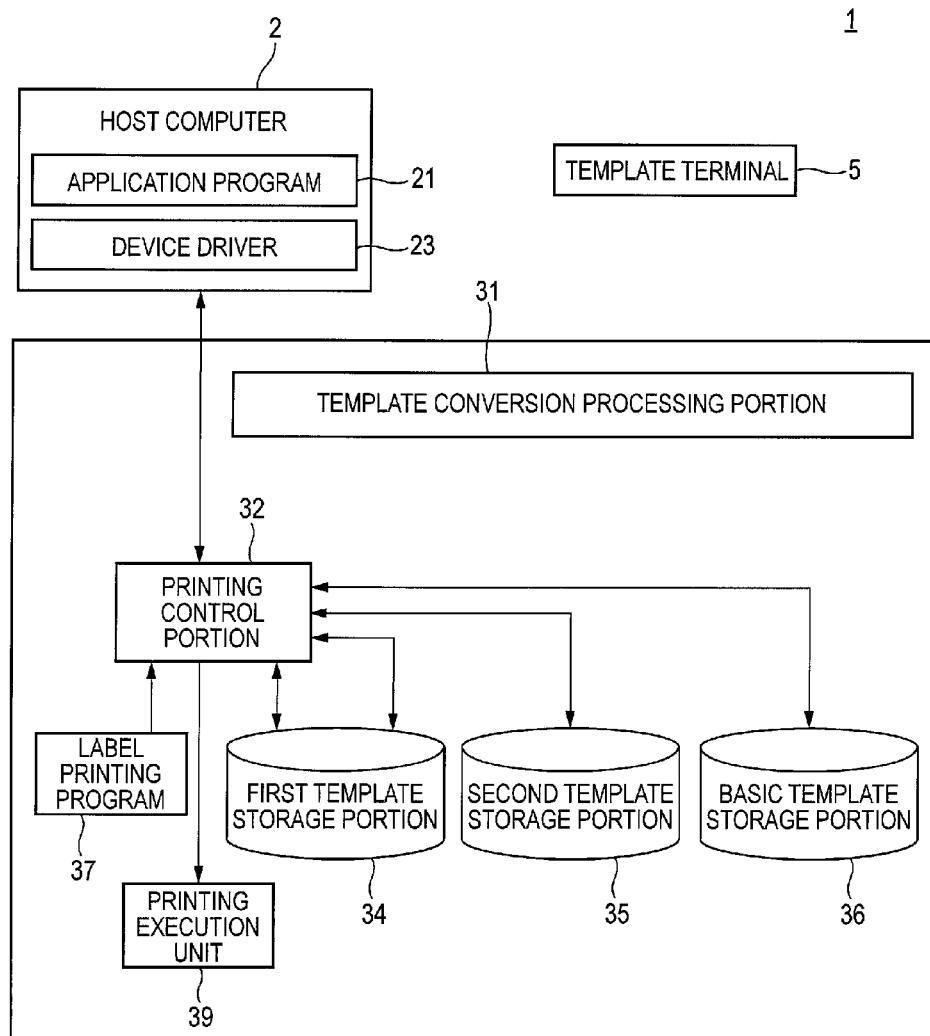 1
2
HOST COMPUTER
APPLICATION PROGRAM
21
DEVICE DRIVER
23
TEMPLATE TERMINAL
5
31
TEMPLATE CONVERSION PROCESSING PORTION
32
PRINTING
CONTROL
PORTION
LABEL
PRINTING
PROGRAM
37
FIRST TEMPLATE
STORAGE PORTION
34
SECOND TEMPLATE
STORAGE PORTION
35
BASIC TEMPLATE
STORAGE PORTION
36
PRINTING
EXECUTION
UNIT
39